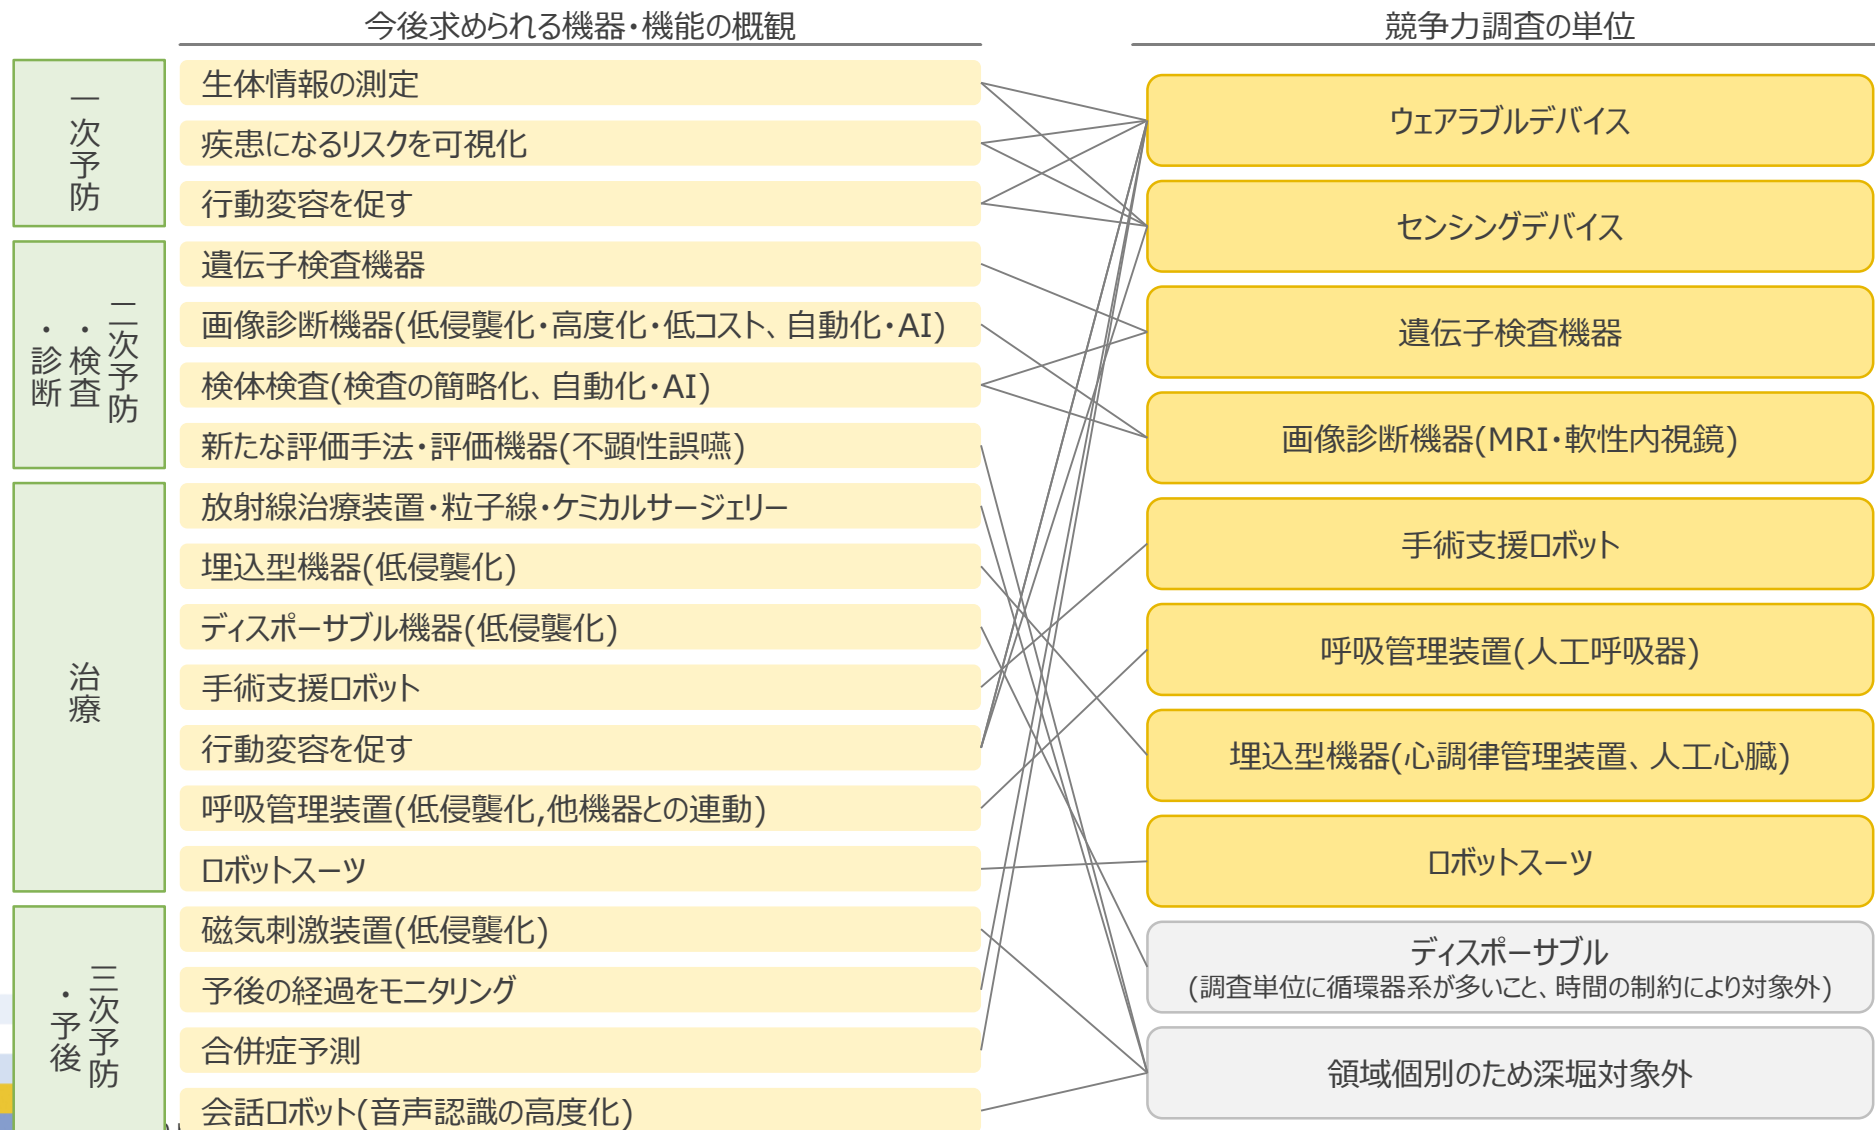 今後求められる機器・機能の概観
競争力調査の単位
一次予防
生体情報の測定
疾患になるリスクを可視化
行動変容を促す
二次予防
・検査
・診断
遺伝子検査機器
画像診断機器(低侵襲化・高度化・低コスト、自動化・AI)
検体検査(検査の簡略化、自動化・AI)
新たな評価手法・評価機器(不顕性誤嚥)
治療
放射線治療装置・粒子線・ケミカルサージェリー
埋込型機器(低侵襲化)
ディスポーサブル機器(低侵襲化)
手術支援ロボット
行動変容を促す
呼吸管理装置(低侵襲化,他機器との連動)
ロボットスーツ
三次予防
・予後
磁気刺激装置(低侵襲化)
予後の経過をモニタリング
合併症予測
会話ロボット(音声認識の高度化)
ウェアラブルデバイス
センシングデバイス
遺伝子検査機器
画像診断機器(MRI・軟性内視鏡)
手術支援ロボット
呼吸管理装置(人工呼吸器)
埋込型機器(心調律管理装置、人工心臓)
ロボットスーツ
ディスポーサブル
(調査単位に循環器系が多いこと、時間の制約により対象外)
領域個別のため深堀対象外